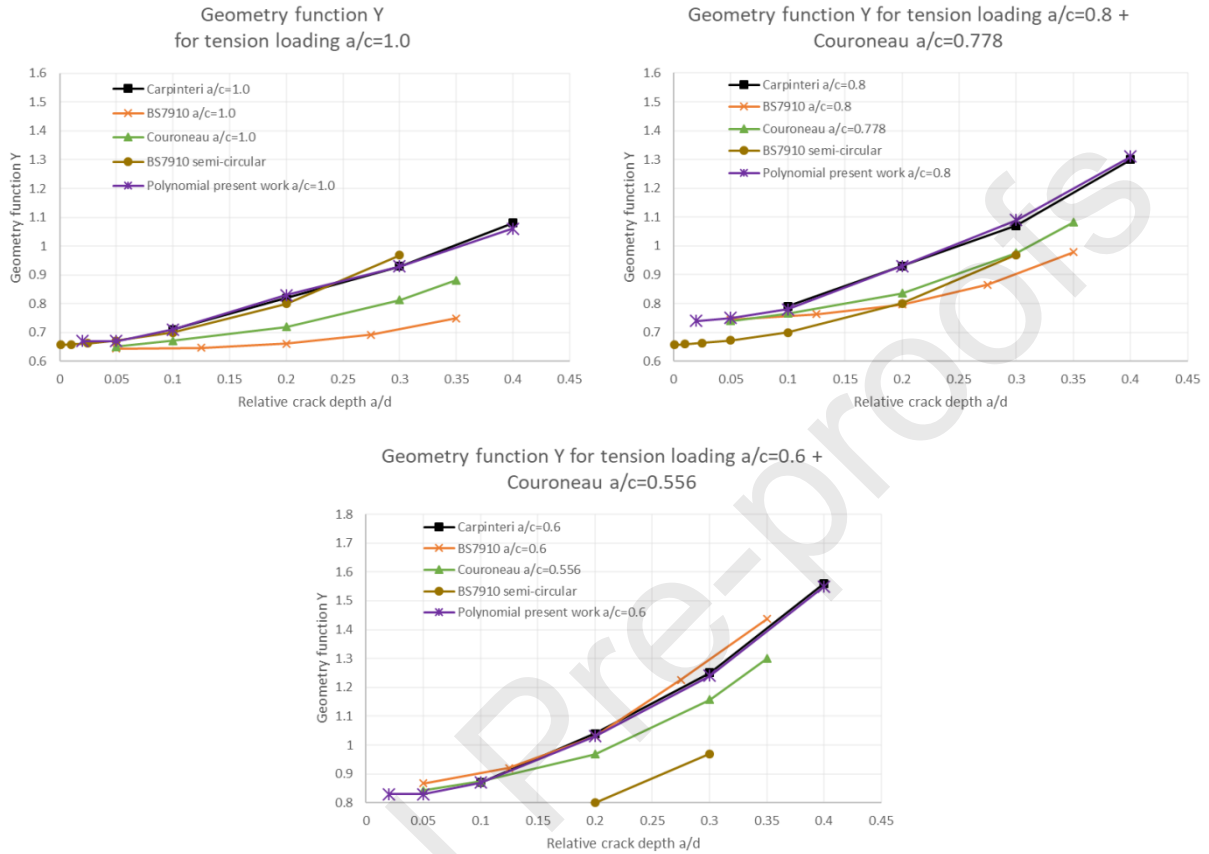 Geometry function Y
for tension loading a/c=1.0
1.6
1.5
1.4
1.3
1.2
1.1
1
0.9
0.8
0.7
0.6
Geometry function Y
Carpinteri a/c=1.0
BS7910 a/c=1.0
Couroneau a/c=1.0
BS7910 semi-circular
Polynomial present work a/c=1.0
0 0.05 0.1 0.15 0.2 0.25 0.3 0.35 0.4 0.45
Relative crack depth a/d
Geometry function Y for tension loading a/c=0.8 +
Couroneau a/c=0.778
1.6
1.5
1.4
1.3
1.2
1.1
1
0.9
0.8
0.7
0.6
Geometry function Y
Carpinteri a/c=0.8
BS7910 a/c=0.8
Couroneau a/c=0.778
BS7910 semi-circular
Polynomial present work a/c=0.8
0 0.05 0.1 0.15 0.2 0.25 0.3 0.35 0.4 0.45
Relative crack depth a/d
Geometry function Y for tension loading a/c=0.6 +
Couroneau a/c=0.556
1.8
1.7
1.6
1.5
1.4
1.3
1.2
1.1
1
0.9
0.8
Geometry function Y
Carpinteri a/c=0.6
BS7910 a/c=0.6
Couroneau a/c=0.556
BS7910 semi-circular
Polynomial present work a/c=0.6
0 0.05 0.1 0.15 0.2 0.25 0.3 0.35 0.4 0.45
Relative crack depth a/d
Pre-proofs